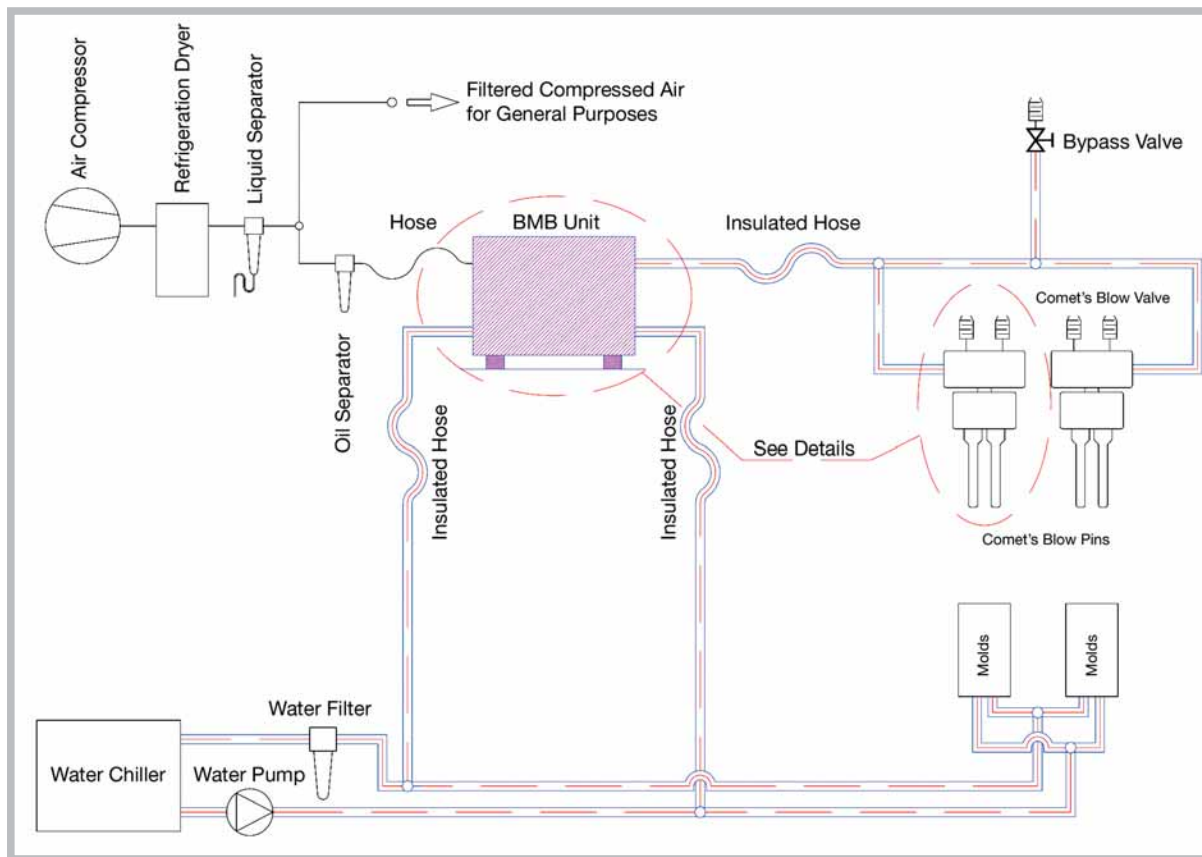 Air Compressor
Refrigeration Dryer
Liquid Separator
Filtered Compressed Air
for General Purposes
Bypass Valve
Hose
BMB Unit
Insulated Hose
Comet's Blow Valve
Oil Separator
Insulated Hose
Insulated Hose
See Details
Comet's Blow Pins
Molds
Molds
Water Filter
Water Chiller
Water Pump